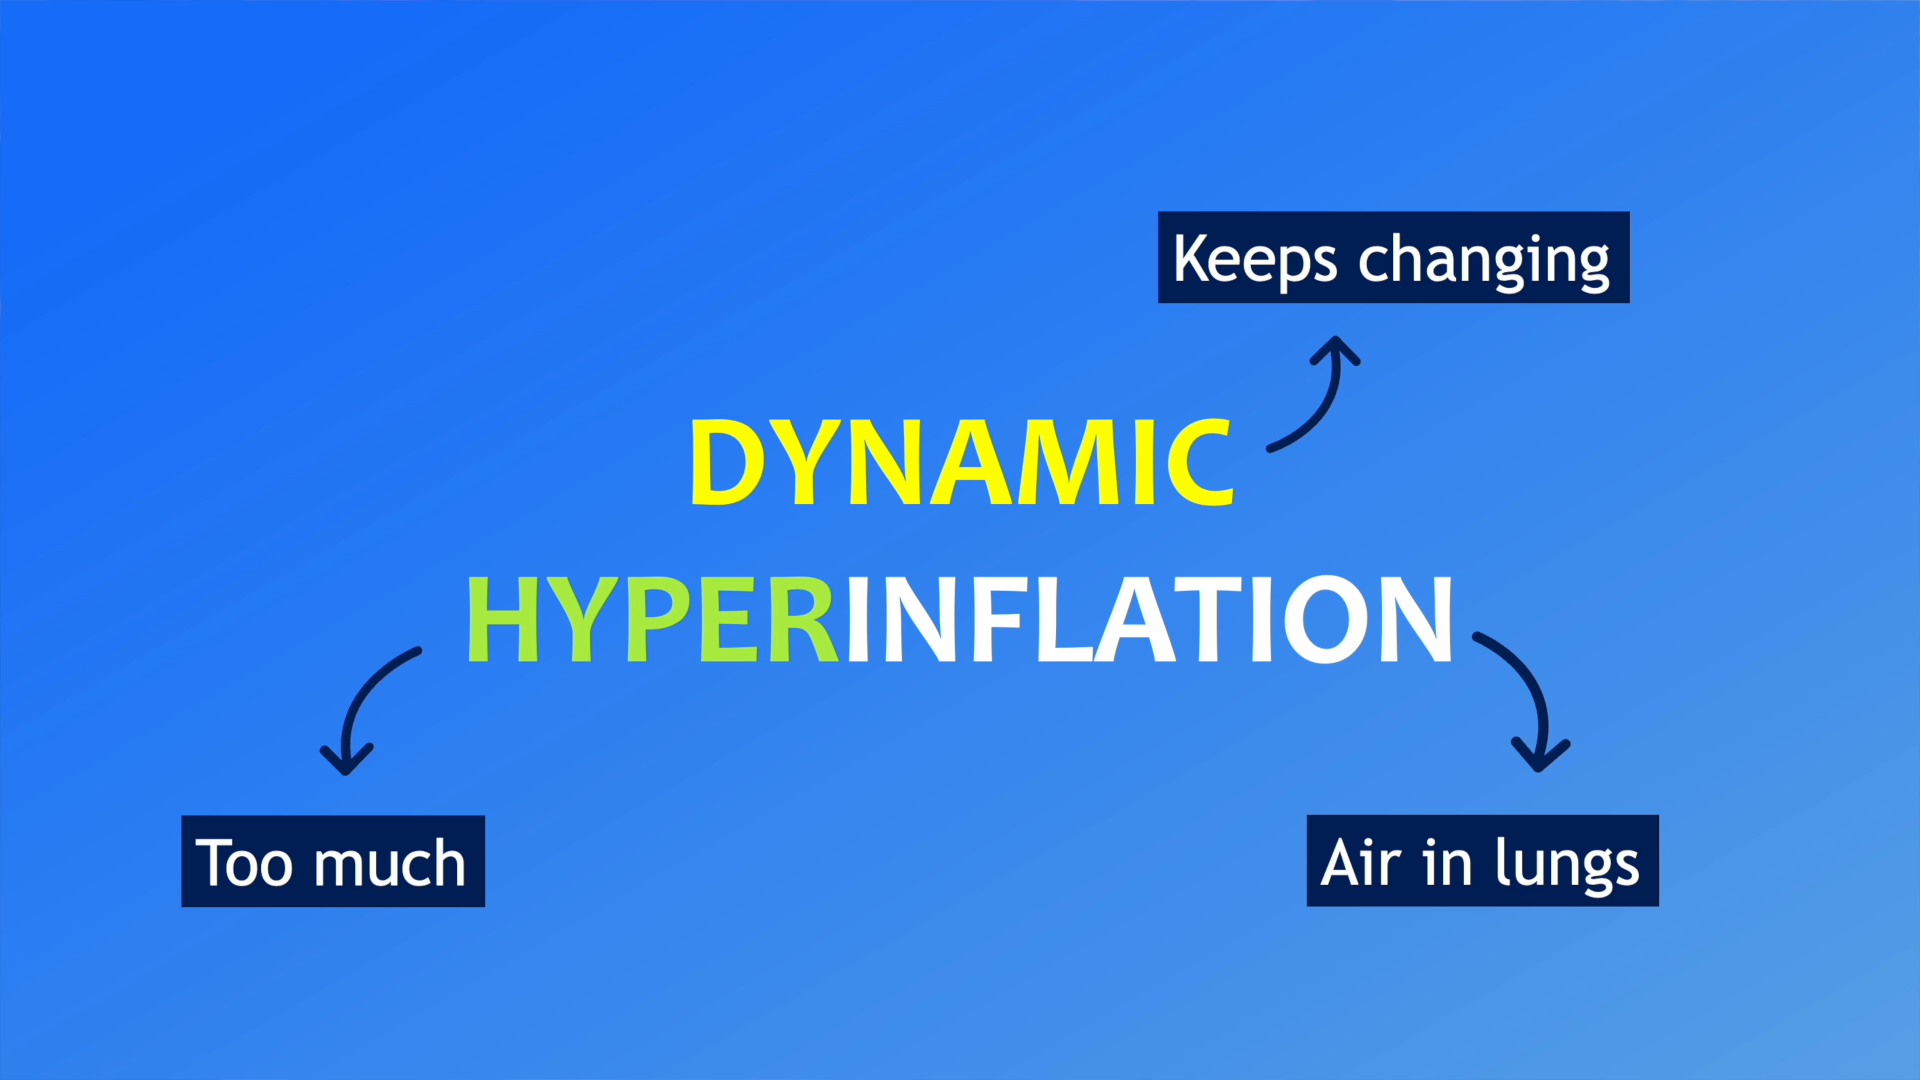 Keeps changing
DYNAMIC
HYPERINFLATION
Too much
Air in lungs